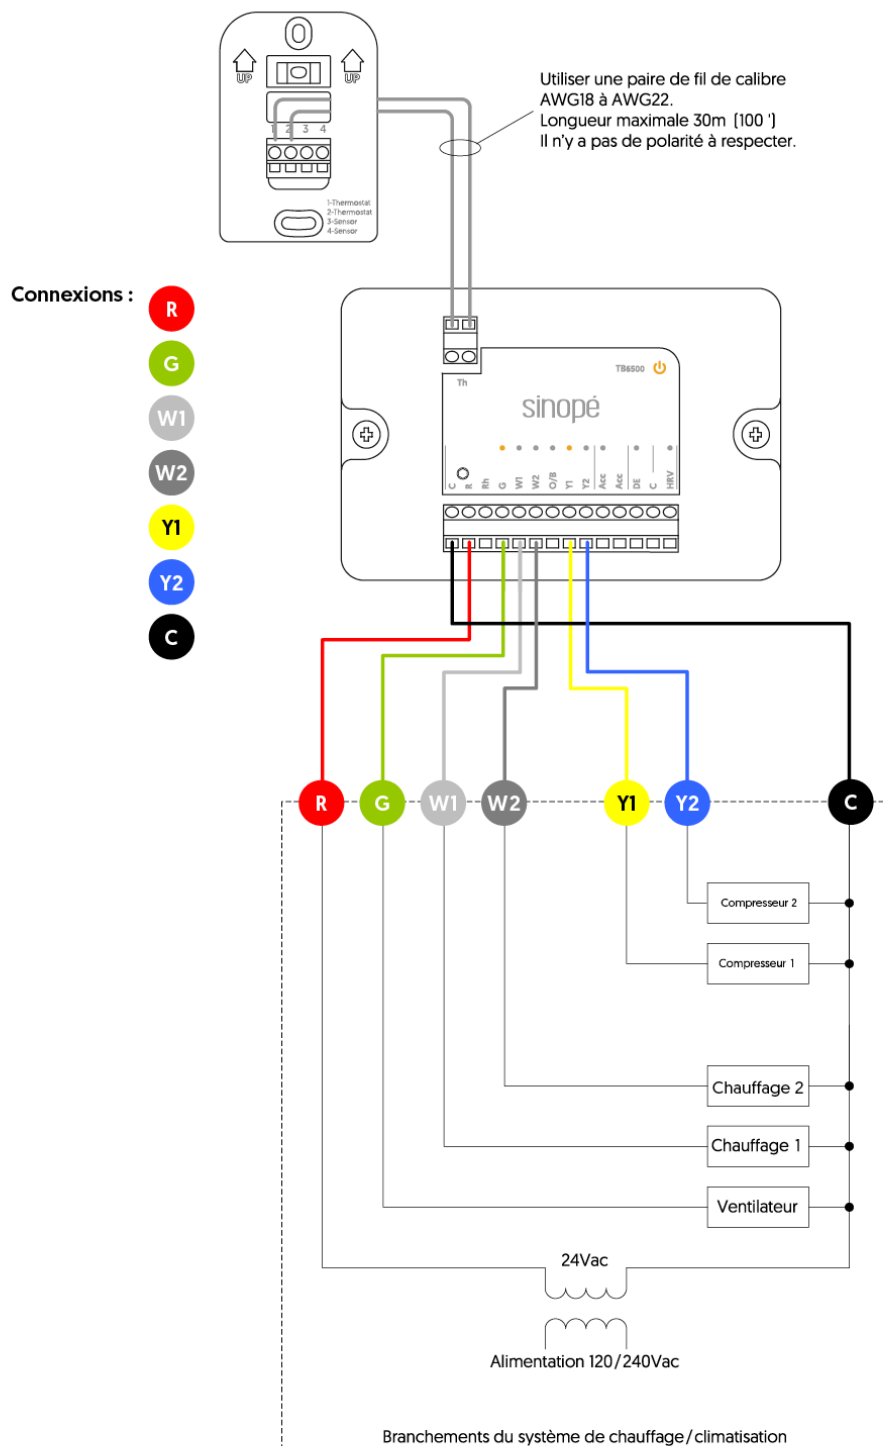 UP
UP
1 2 3 4
1-Thermostat
2-Thermostat
3-Sensor
4-Sensor
Utiliser une paire de fil de calibre
AWG18 à AWG22.
Longueur maximale 30m (100 ')
Il n'y a pas de polarité à respecter.
Connexions :
R
G
W1
W2
Y1
Y2
C
Th
TB6500
sinopé
C R Rh G W1 W2 O/B Y1 Y2 Acc Acc DE C HRV
R G W1 W2 Y1 Y2 C
Compresseur 2
Compresseur 1
Chauffage 2
Chauffage 1
Ventilateur
24Vac
Alimentation 120/240Vac
Branchements du système de chauffage/climatisation